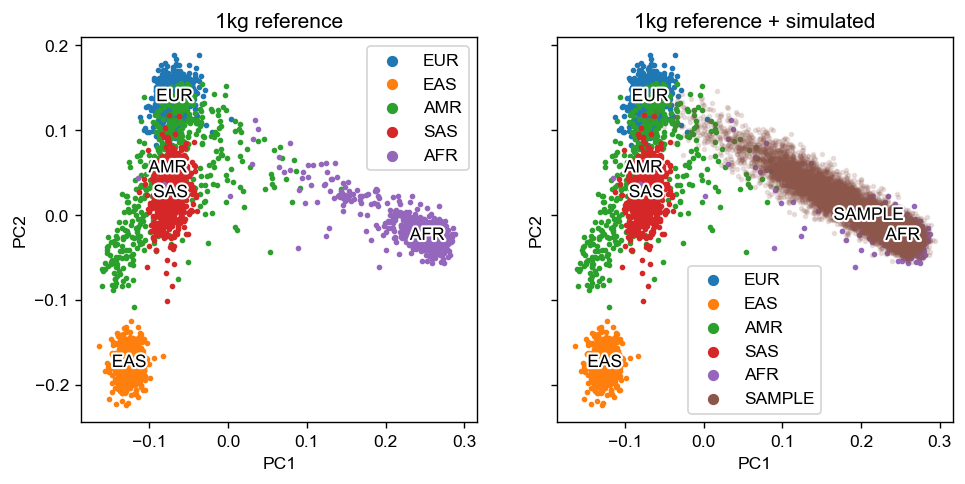 1kg reference
1kg reference + simulated
0.2
0.1
0.0
−0.1
−0.2
PC2
EUR
AMR
SAS
AFR
EAS
EUR
EAS
AMR
SAS
AFR
−0.1
0.0
0.1
0.2
0.3
PC1
PC2
EUR
AMR
SAS
SAMPLE
AFR
EAS
EUR
EAS
AMR
SAS
AFR
SAMPLE
−0.1
0.0
0.1
0.2
0.3
PC1